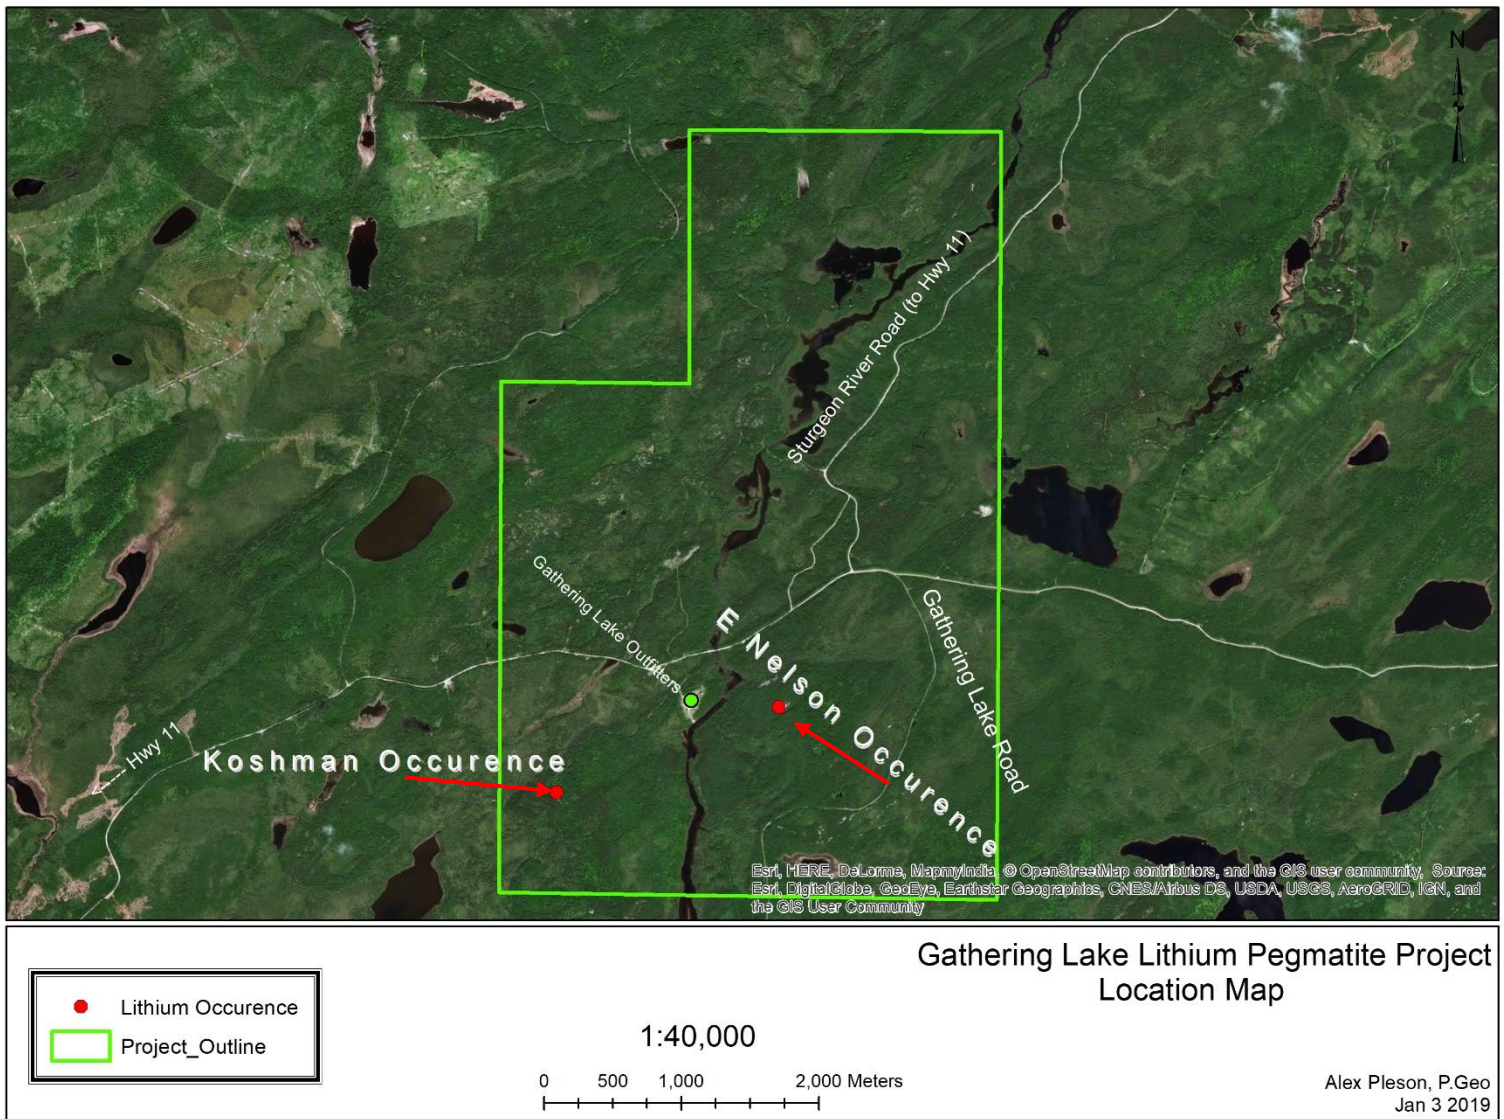 N
Sturgeon River Road (to Hwy 11)
Gathering Lake Outfitters
E Nelson Occurence
Gathering Lake Road
Hwy 11
Koshman Occurence
Esri, HERE, DeLorme, MapmyIndia, © OpenStreetMap contributors, and the GIS user community, Source:
Esri, DigitalGlobe, GeoEye, Earthstar Geographics, CNES/Airbus DS, USDA, USGS, AeroGRID, IGN, and
the GIS User Community
Gathering Lake Lithium Pegmatite Project
Location Map
Lithium Occurence
Project_Outline
1:40,000
0 500 1,000 2,000 Meters
Alex Pleson, P.Geo
Jan 3 2019